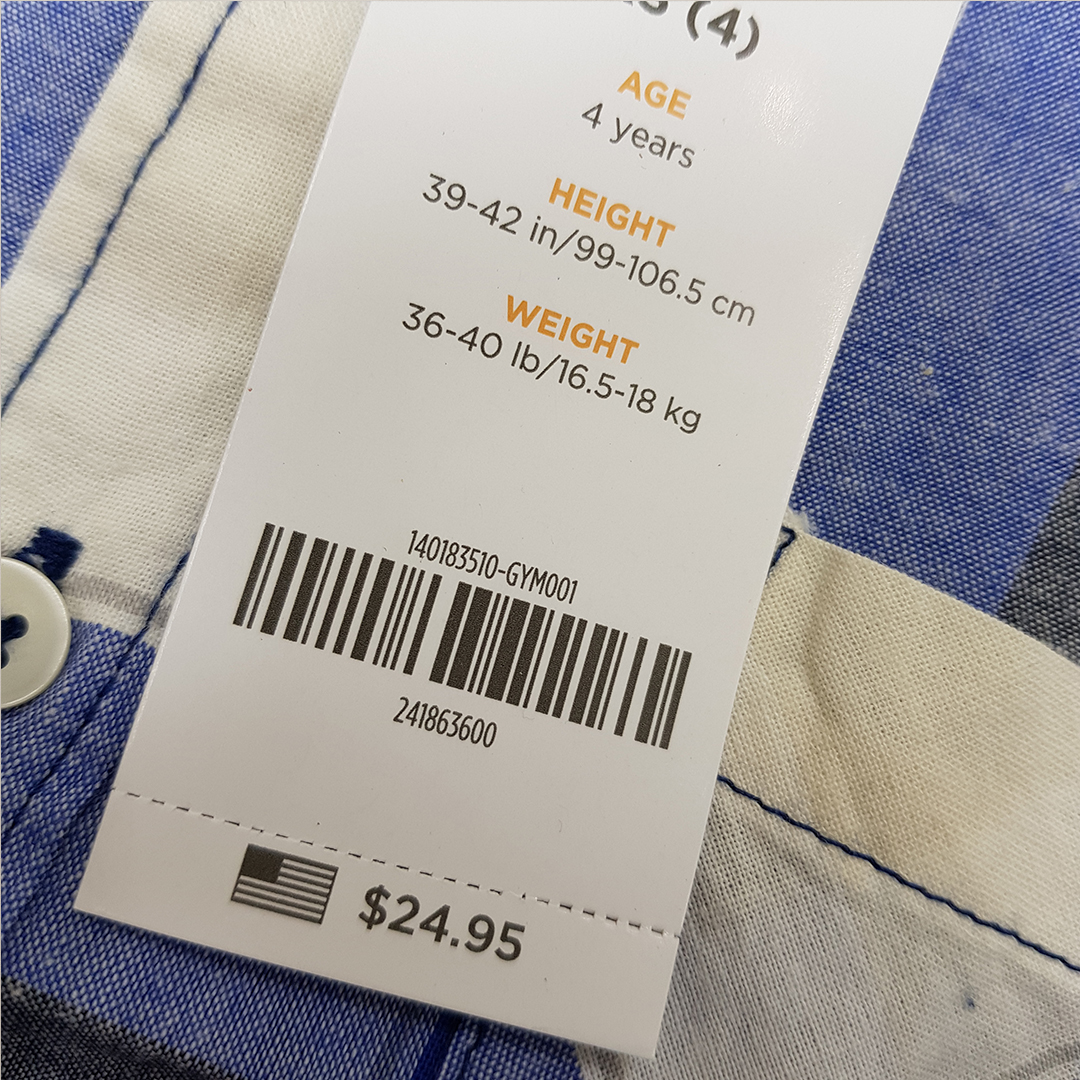 (4)
AGE
4 years
HEIGHT
39-42 in/99-106.5 cm
WEIGHT
36-40 lb/16.5-18 kg
140183510-GYM001
241863600
$24.95